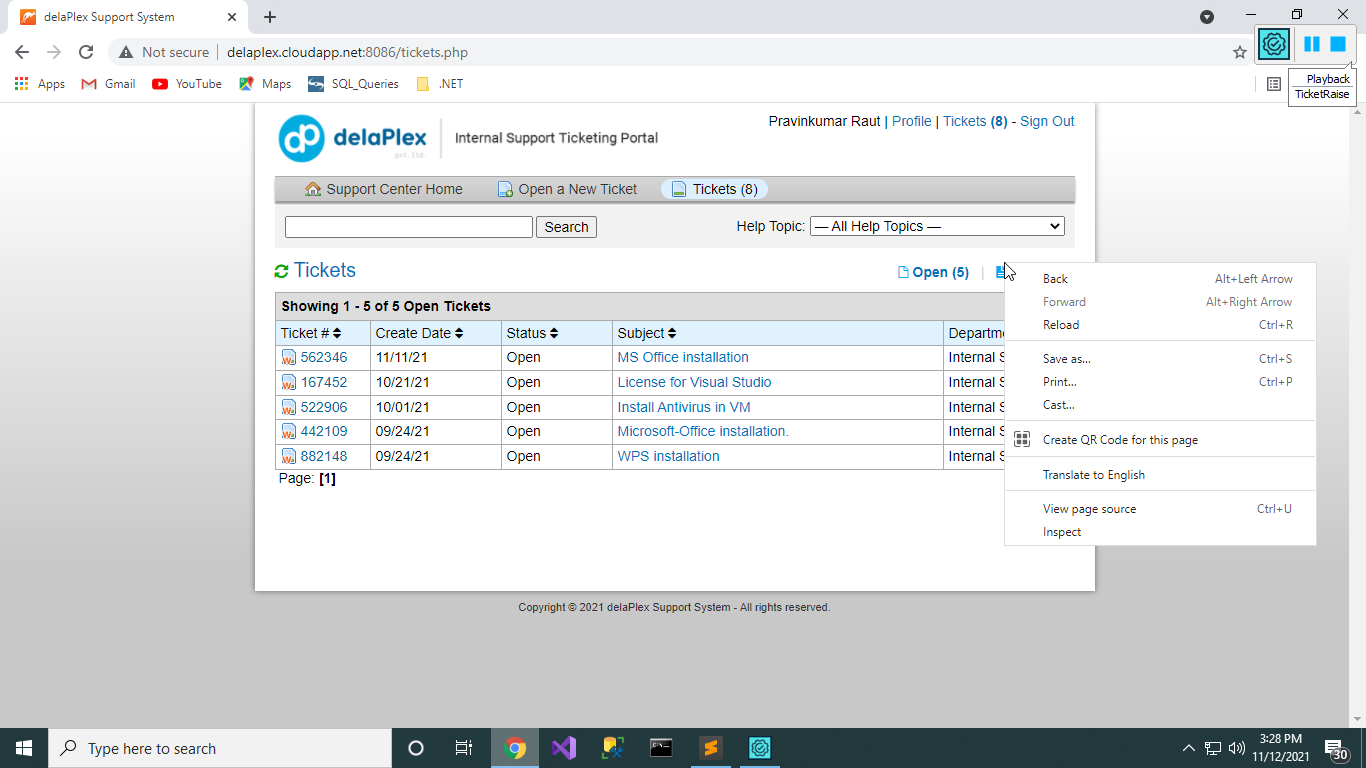 delaPlex Support System
Not secure delaplex.cloudapp.net:8086/tickets.php
Playback
TicketRaise
Apps Gmail YouTube Maps SQL_Queries .NET
dp delaPlex Internal Support Ticketing Portal
pvt.ltd.
Pravinkumar Raut | Profile | Tickets (8) - Sign Out
Support Center Home Open a New Ticket Tickets (8)
Search Help Topic: — All Help Topics —
Tickets Open (5) |
Showing 1 - 5 of 5 Open Tickets
Ticket # Create Date Status Subject Departm
562346 11/11/21 Open MS Office installation Internal S
167452 10/21/21 Open License for Visual Studio Internal S
522906 10/01/21 Open Install Antivirus in VM Internal S
442109 09/24/21 Open Microsoft-Office installation. Internal S
882148 09/24/21 Open WPS installation Internal S
Page: [1]
Back Alt+Left Arrow
Forward Alt+Right Arrow
Reload Ctrl+R
Save as... Ctrl+S
Print... Ctrl+P
Cast...
Create QR Code for this page
Translate to English
View page source Ctrl+U
Inspect
Copyright © 2021 delaPlex Support System - All rights reserved.
Type here to search
3:28 PM
11/12/2021
30